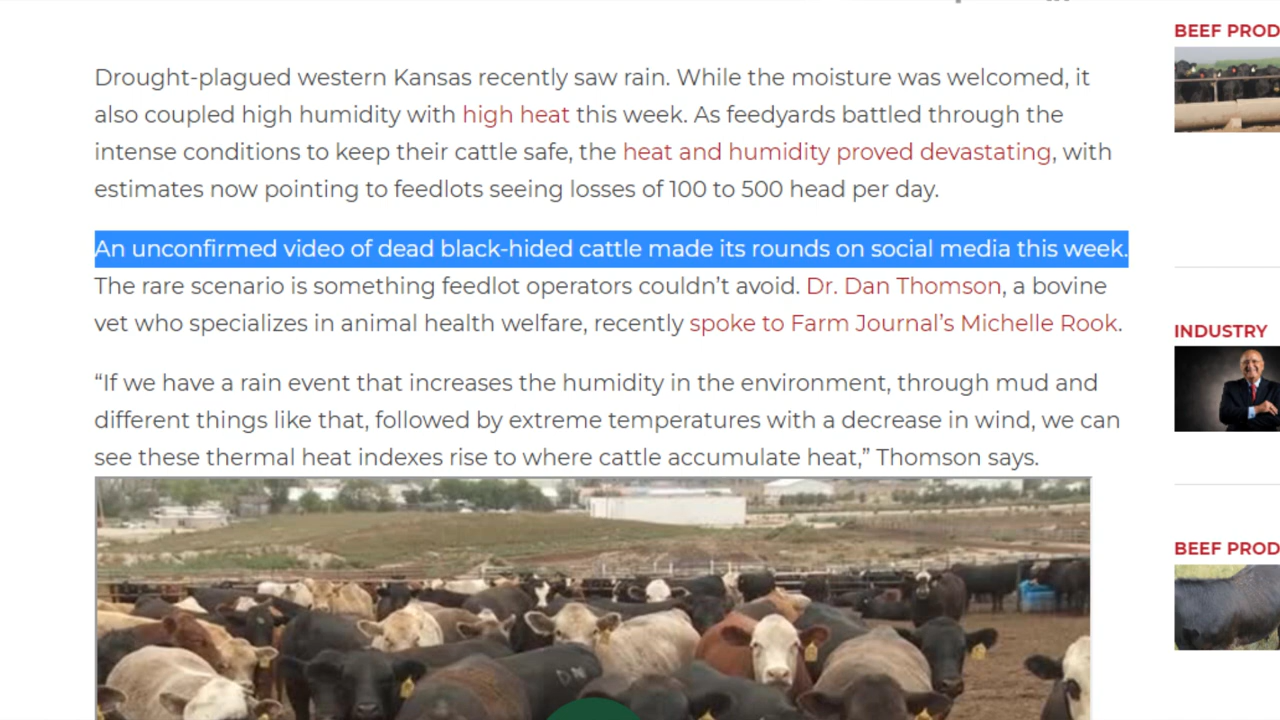 Drought-plagued western Kansas recently saw rain. While the moisture was welcomed, it
also coupled high humidity with high heat this week. As feedyards battled through the
intense conditions to keep their cattle safe, the heat and humidity proved devastating, with
estimates now pointing to feedlots seeing losses of 100 to 500 head per day.
An unconfirmed video of dead black-hided cattle made its rounds on social media this week.
The rare scenario is something feedlot operators couldn’t avoid. Dr. Dan Thomson, a bovine
vet who specializes in animal health welfare, recently spoke to Farm Journal’s Michelle Rook.
“If we have a rain event that increases the humidity in the environment, through mud and
different things like that, followed by extreme temperatures with a decrease in wind, we can
see these thermal heat indexes rise to where cattle accumulate heat,” Thomson says.
BEEF PROD
INDUSTRY
BEEF PROD